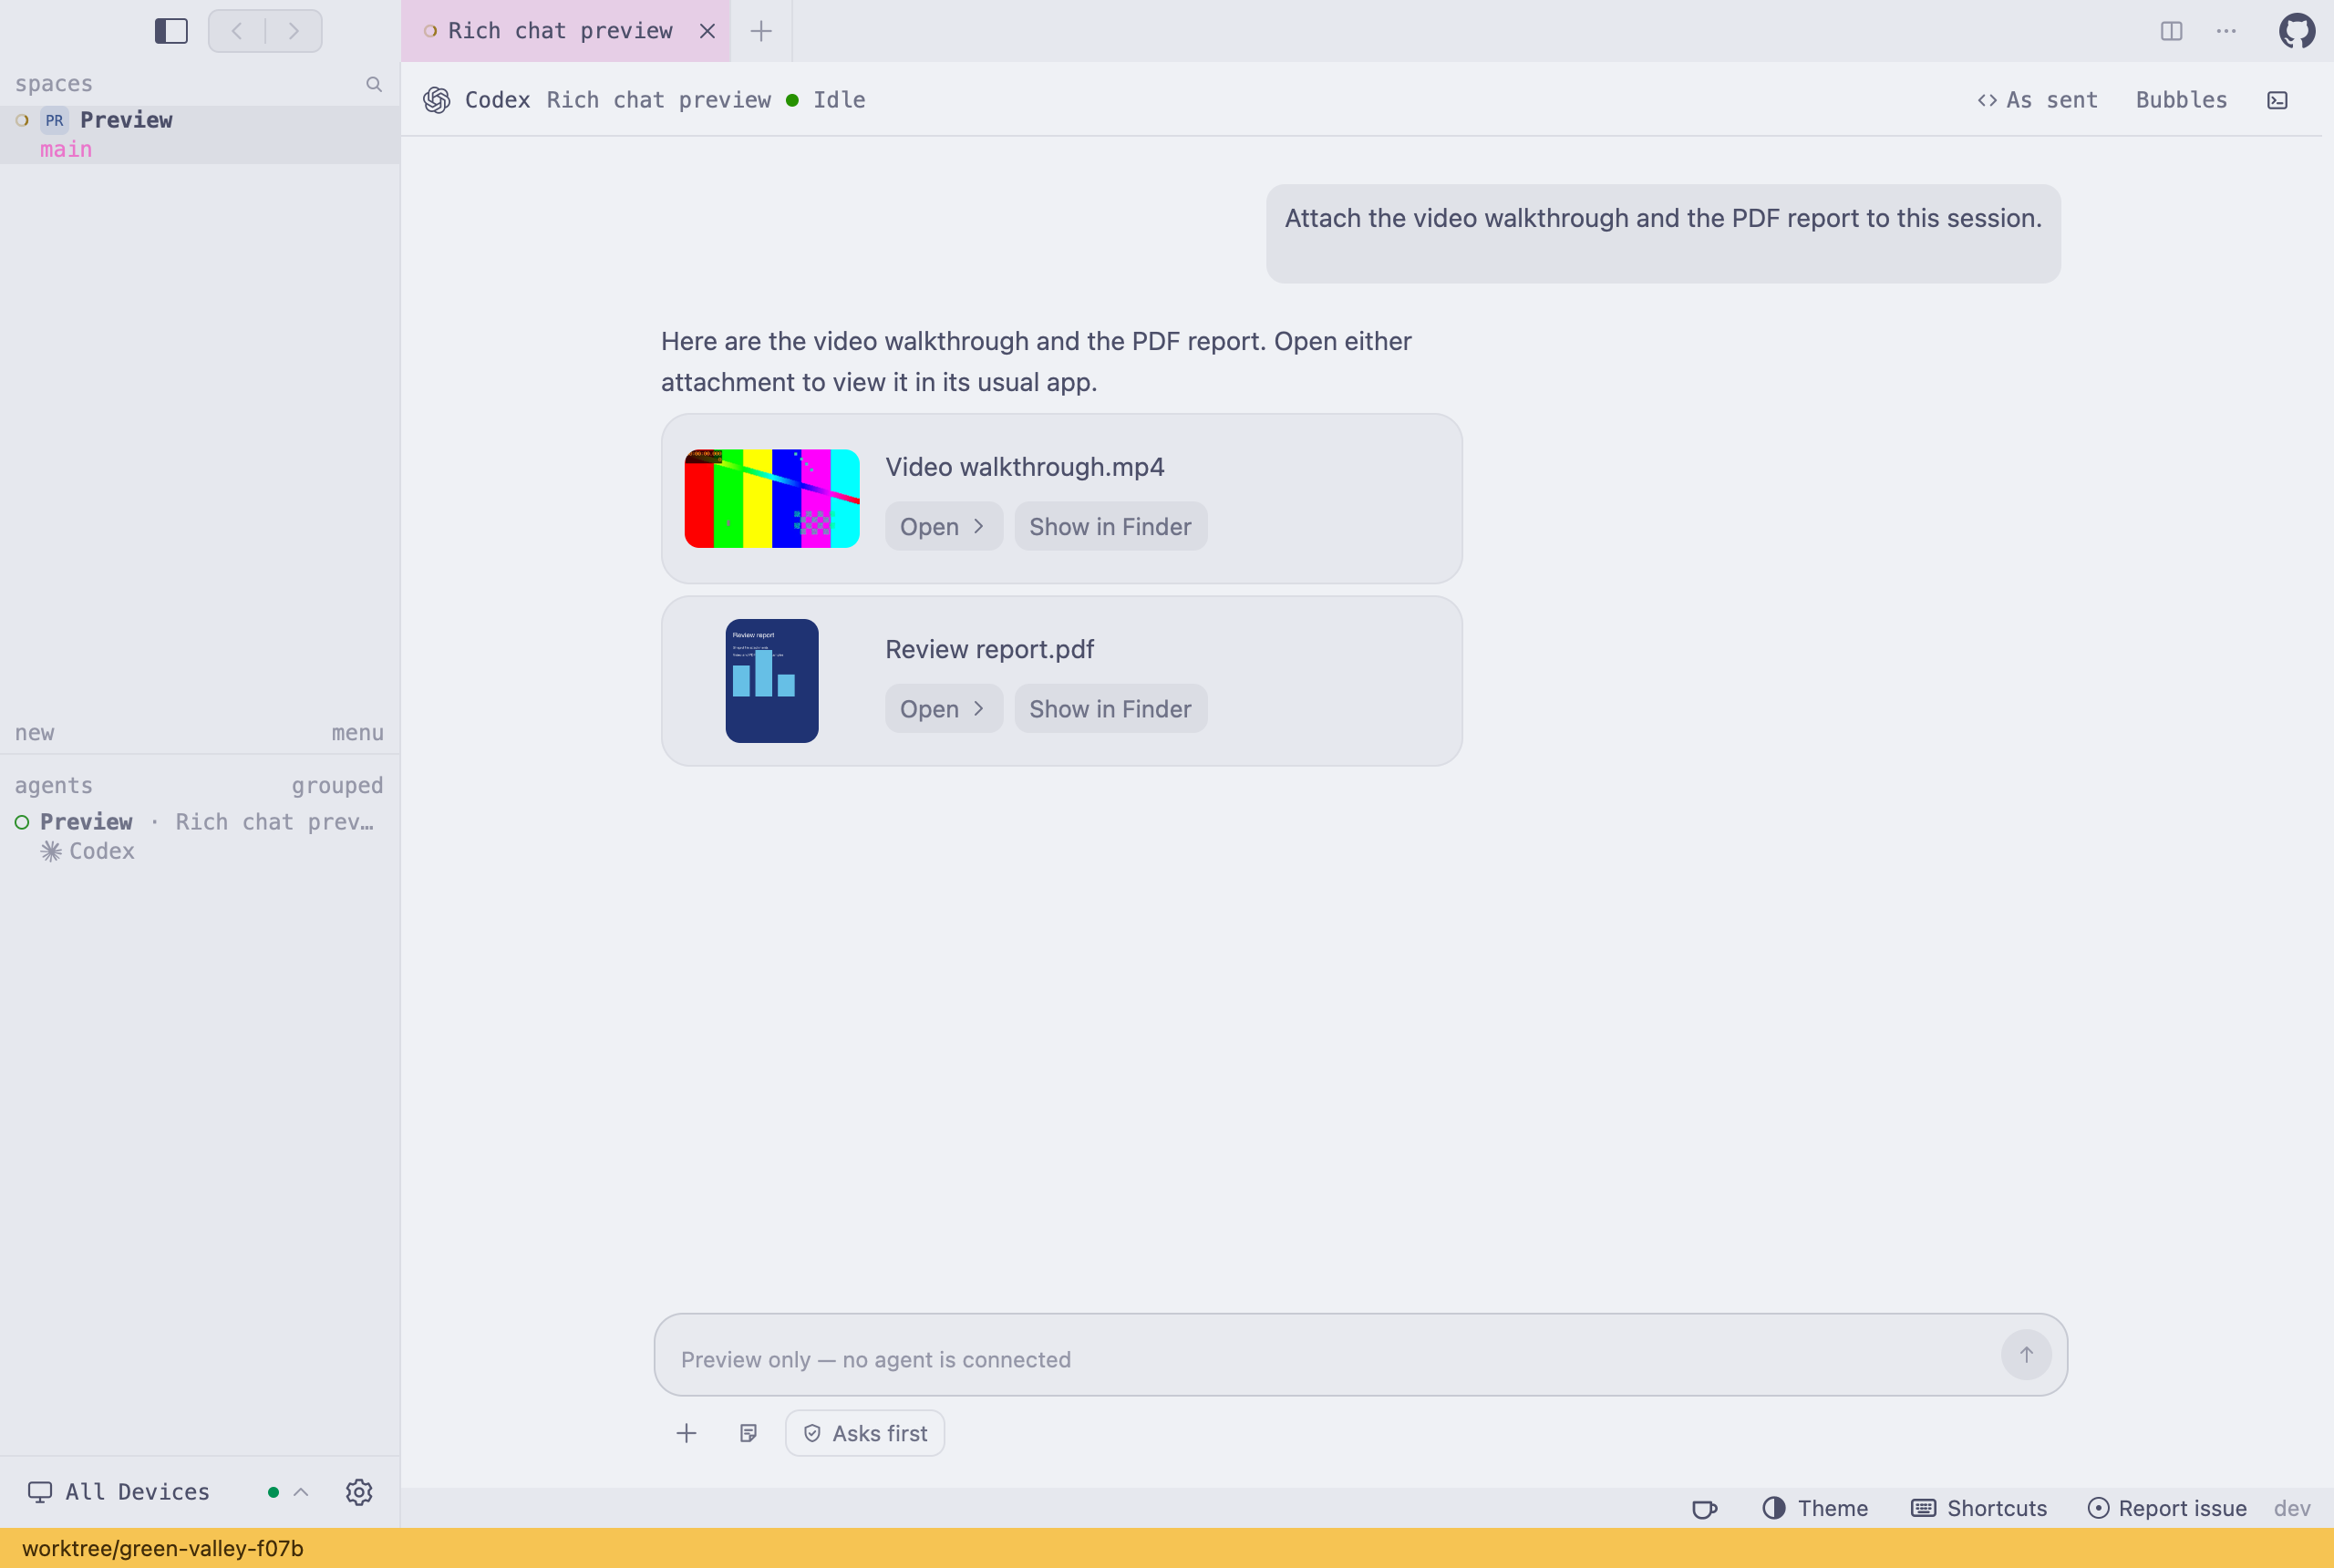 Rich chat preview
spaces
PR Preview
main
Codex Rich chat preview Idle
As sent
Bubbles
Attach the video walkthrough and the PDF report to this session.
Here are the video walkthrough and the PDF report. Open either
attachment to view it in its usual app.
Video walkthrough.mp4
Open
Show in Finder
Review report
Review report.pdf
Open
Show in Finder
new
menu
agents
grouped
Preview · Rich chat prev…
Codex
Preview only — no agent is connected
Asks first
All Devices
Theme
Shortcuts
Report issue
dev
worktree/green-valley-f07b